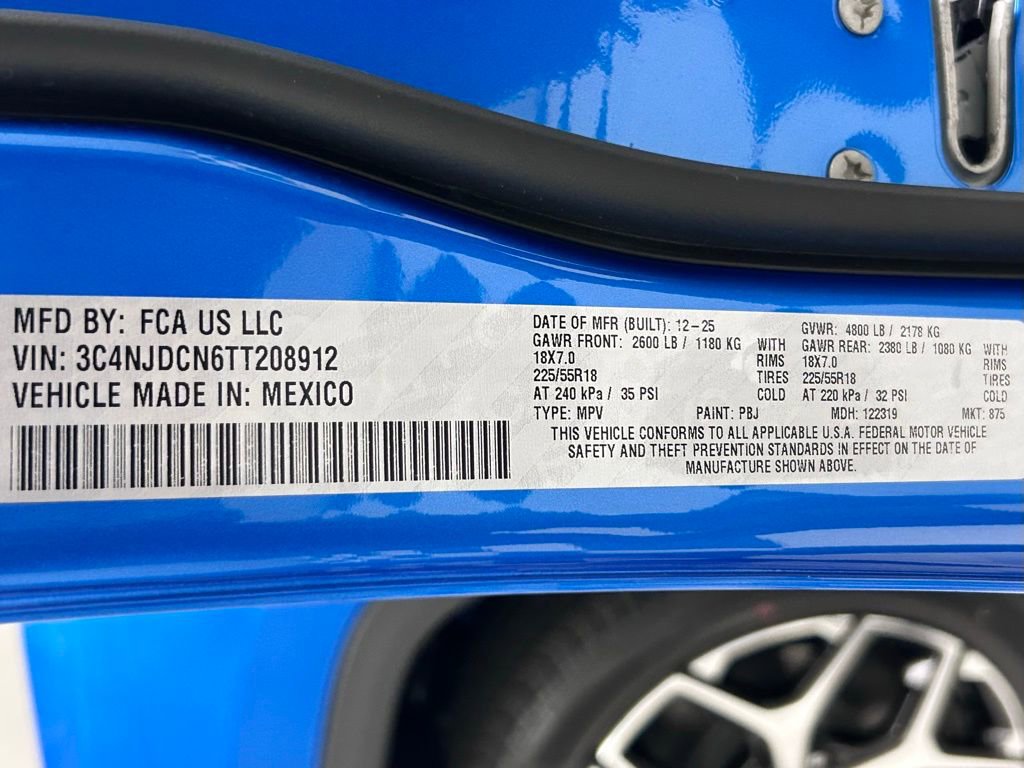 MFD BY: FCA US LLC
VIN: 3C4NJDCN6TT208912
VEHICLE MADE IN: MEXICO
DATE OF MFR (BUILT): 12-25 GVWR: 4800 LB / 2178 KG
GAWR FRONT: 2600 LB / 1180 KG WITH GAWR REAR: 2380 LB / 1080 KG WITH
18X7.0 RIMS 18X7.0 RIMS
225/55R18 TIRES 225/55R18 TIRES
AT 240 kPa / 35 PSI COLD AT 220 kPa / 32 PSI COLD
TYPE: MPV PAINT: PBJ MDH: 122319 MKT: 875
THIS VEHICLE CONFORMS TO ALL APPLICABLE U.S.A. FEDERAL MOTOR VEHICLE
SAFETY AND THEFT PREVENTION STANDARDS IN EFFECT ON THE DATE OF
MANUFACTURE SHOWN ABOVE.